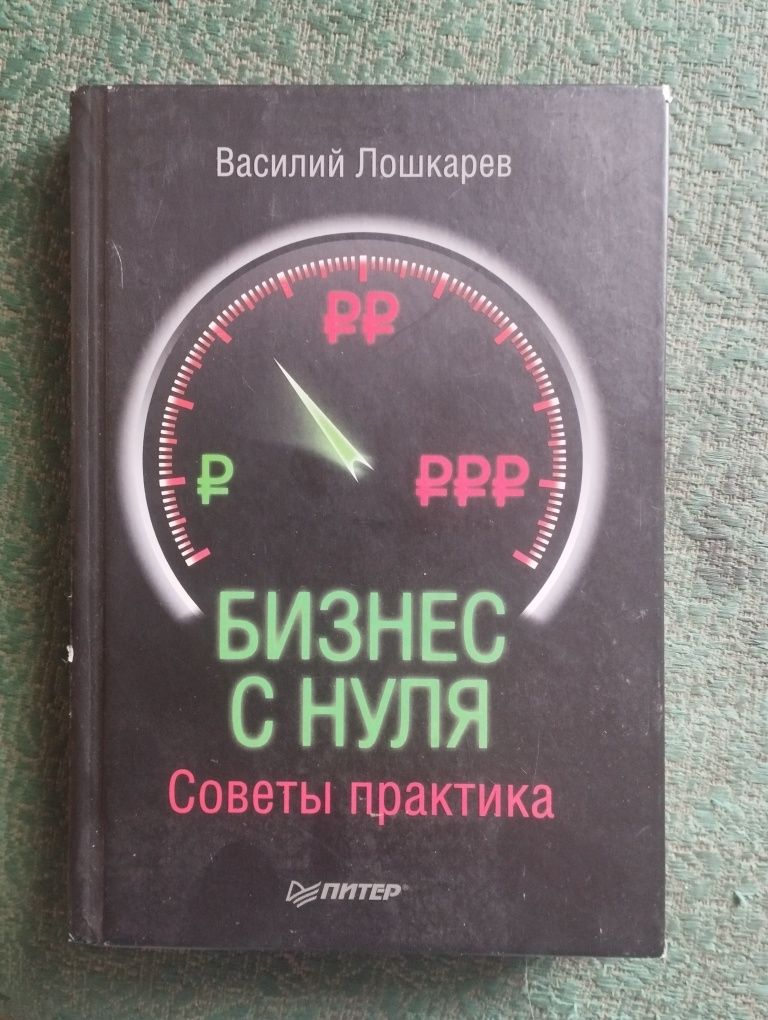 Василий Лошкарев
₽₽
₽
₽₽₽
БИЗНЕС
С НУЛЯ
Советы практика
ПИТЕР®